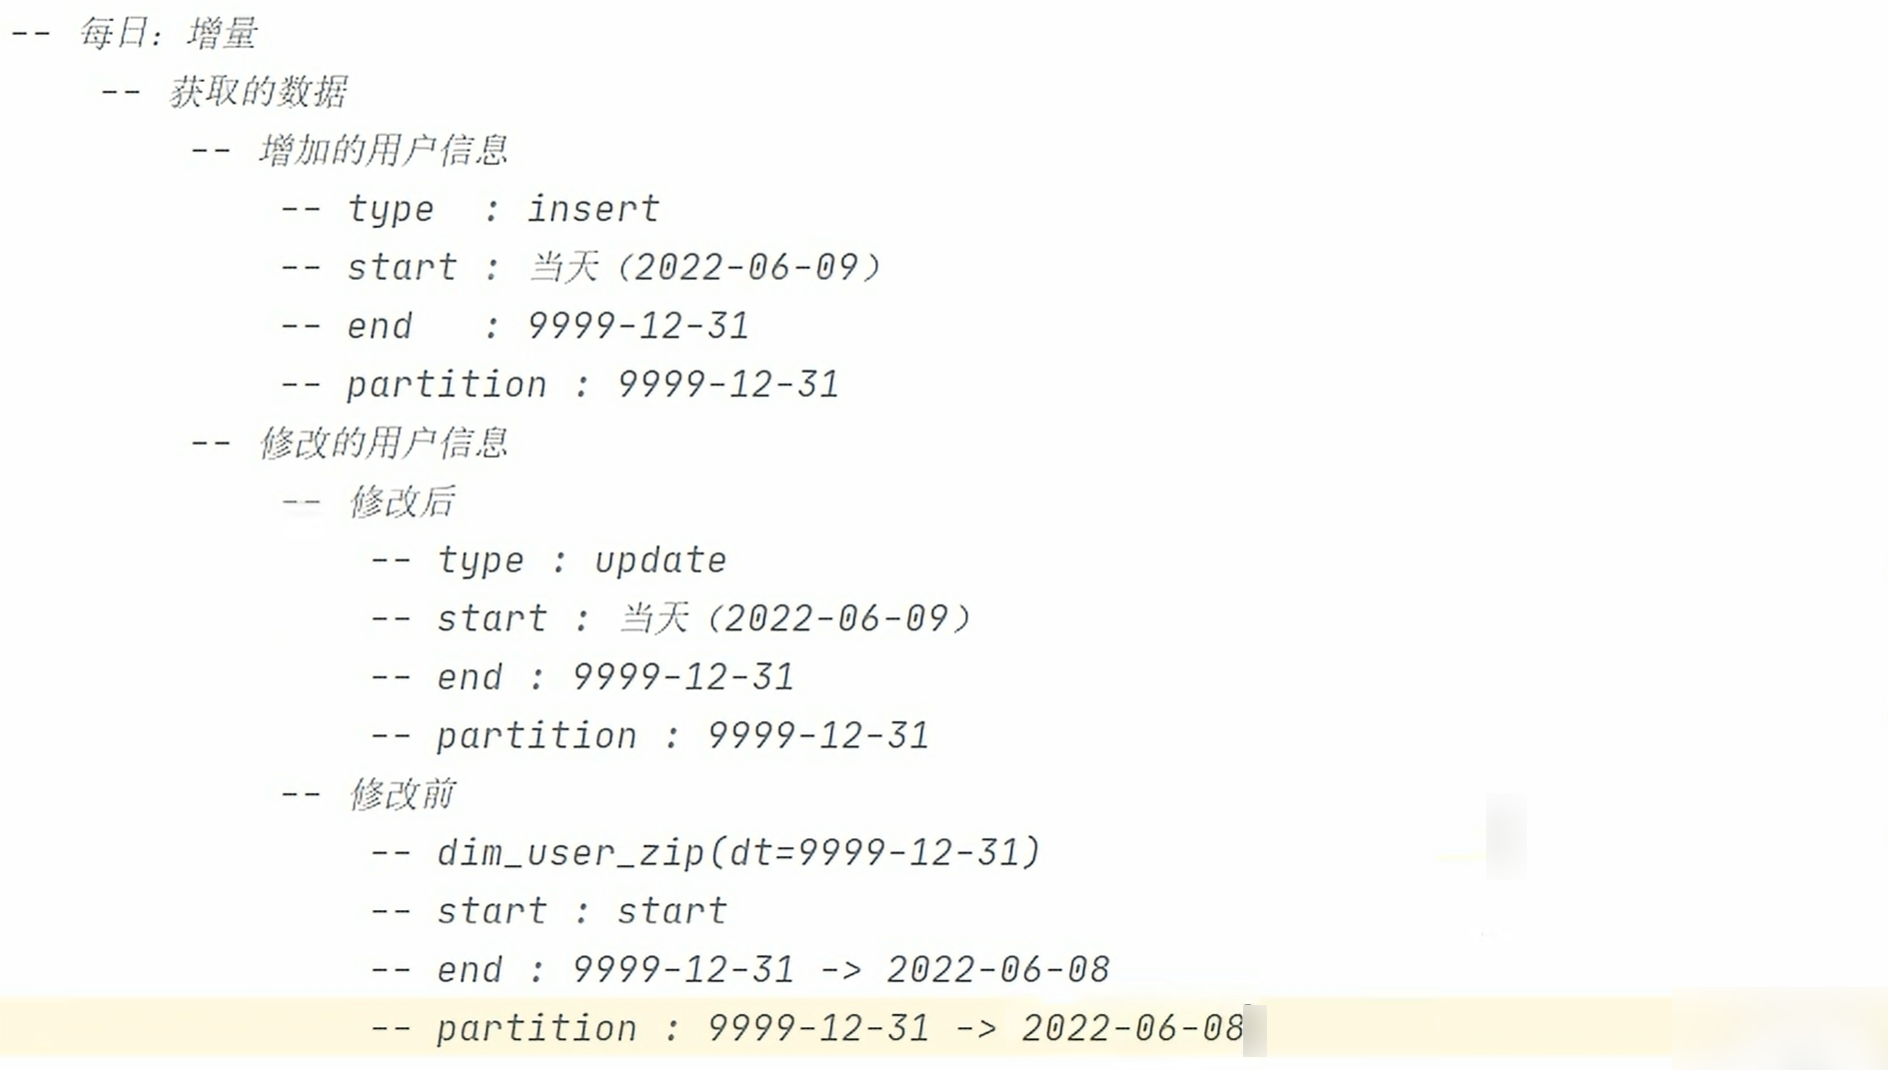 -- 每日：增量
-- 获取的数据
-- 增加的用户信息
-- type  : insert
-- start : 当天（2022-06-09）
-- end   : 9999-12-31
-- partition : 9999-12-31
-- 修改的用户信息
-- 修改后
-- type : update
-- start : 当天（2022-06-09）
-- end : 9999-12-31
-- partition : 9999-12-31
-- 修改前
-- dim_user_zip(dt=9999-12-31)
-- start : start
-- end : 9999-12-31 -> 2022-06-08
-- partition : 9999-12-31 -> 2022-06-08